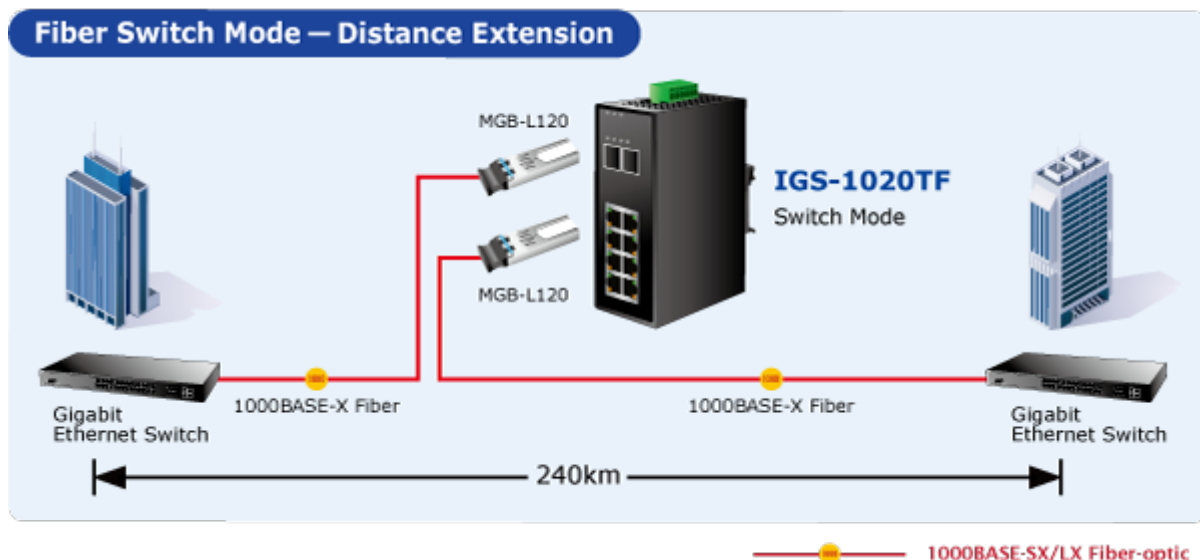 Fiber Switch Mode — Distance Extension
MGB-L120
IGS-1020TF
Switch Mode
MGB-L120
1000BASE-X Fiber
1000BASE-X Fiber
Gigabit
Ethernet Switch
Gigabit
Ethernet Switch
240km
1000BASE-SX/LX Fiber-optic